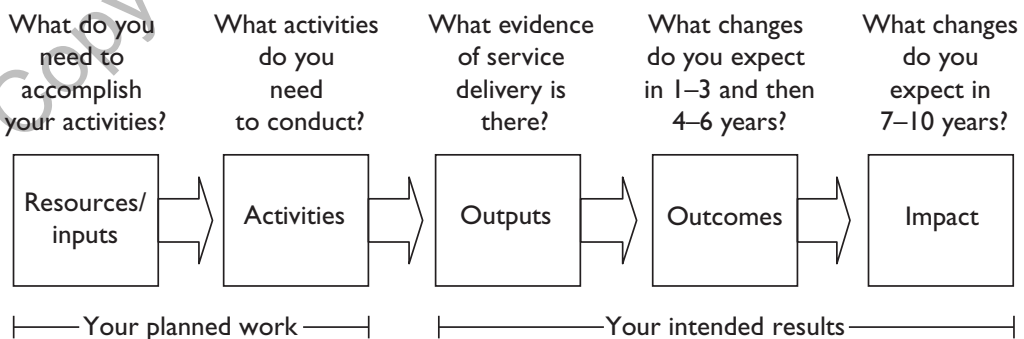 What do you
need to
accomplish
your activities?
What activities
do you
need
to conduct?
What evidence
of service
delivery is
there?
What changes
do you expect
in 1–3 and then
4–6 years?
What changes
do you
expect in
7–10 years?
Resources/
inputs
Activities
Outputs
Outcomes
Impact
Your planned work
Your intended results
Copy